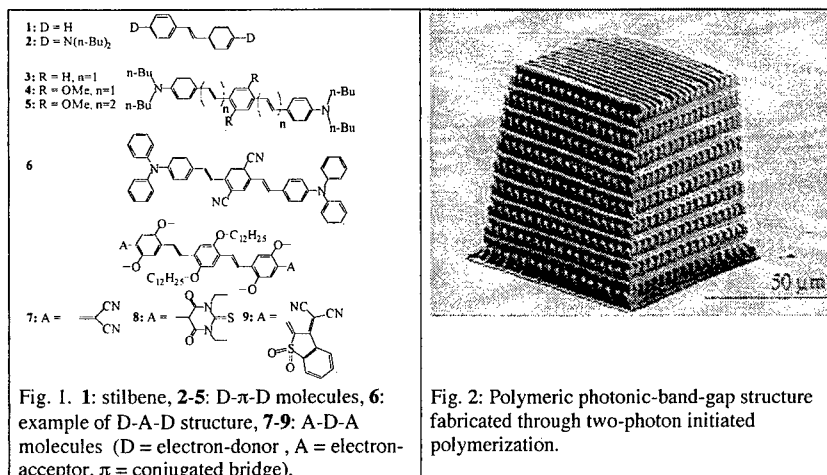 1: D = H
2: D = N(n-Bu)2
D
D
3: R = H, n=1
4: R = OMe, n=1
5: R = OMe, n=2
n-Bu
N
n-Bu
R
n
R
n
n-Bu
N
n-Bu
6
N
CN
NC
N
O–
A-
–O
O-C12H25
C12H25-O
O–
-A
–O
7: A =
CN
CN
8: A =
O
N
S
N
O
9: A =
NC
CN
S
O
O
Fig. 1. 1: stilbene, 2-5: D-π-D molecules, 6:
example of D-A-D structure, 7-9: A-D-A
molecules (D = electron-donor , A = electron-
acceptor, π = conjugated bridge).
50 µm
Fig. 2: Polymeric photonic-band-gap structure
fabricated through two-photon initiated
polymerization.